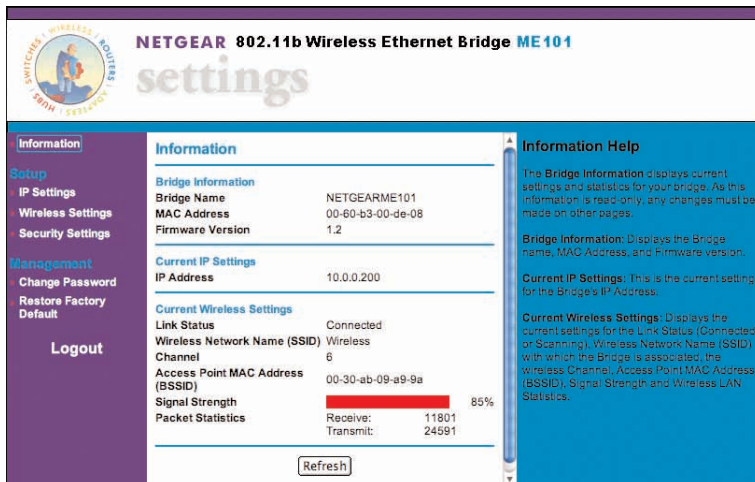 SWITCHES WIRELESS ROUTERS ADAPTERS HUBS
NETGEAR 802.11b Wireless Ethernet Bridge ME101
settings
Information
Setup
IP Settings
Wireless Settings
Security Settings
Management
Change Password
Restore Factory
Default
Logout
Information
Bridge Information
Bridge Name NETGEARME101
MAC Address 00-60-b3-00-de-08
Firmware Version 1.2
Current IP Settings
IP Address 10.0.0.200
Current Wireless Settings
Link Status Connected
Wireless Network Name (SSID) Wireless
Channel 6
Access Point MAC Address
(BSSID) 00-30-ab-09-a9-9a
Signal Strength 85%
Packet Statistics Receive: 11801
Transmit: 24591
Refresh
Information Help
The Bridge Information displays current
settings and statistics for your bridge. As this
information is read-only, any changes must be
made on other pages.
Bridge Information: Displays the Bridge
name, MAC Address, and Firmware version.
Current IP Settings: This is the current setting
for the Bridge's IP Address.
Current Wireless Settings: Displays the
current settings for the Link Status (Connected
or Scanning), Wireless Network Name (SSID)
with which the Bridge is associated, the
wireless Channel, Access Point MAC Address
(BSSID), Signal Strength and Wireless LAN
Statistics.